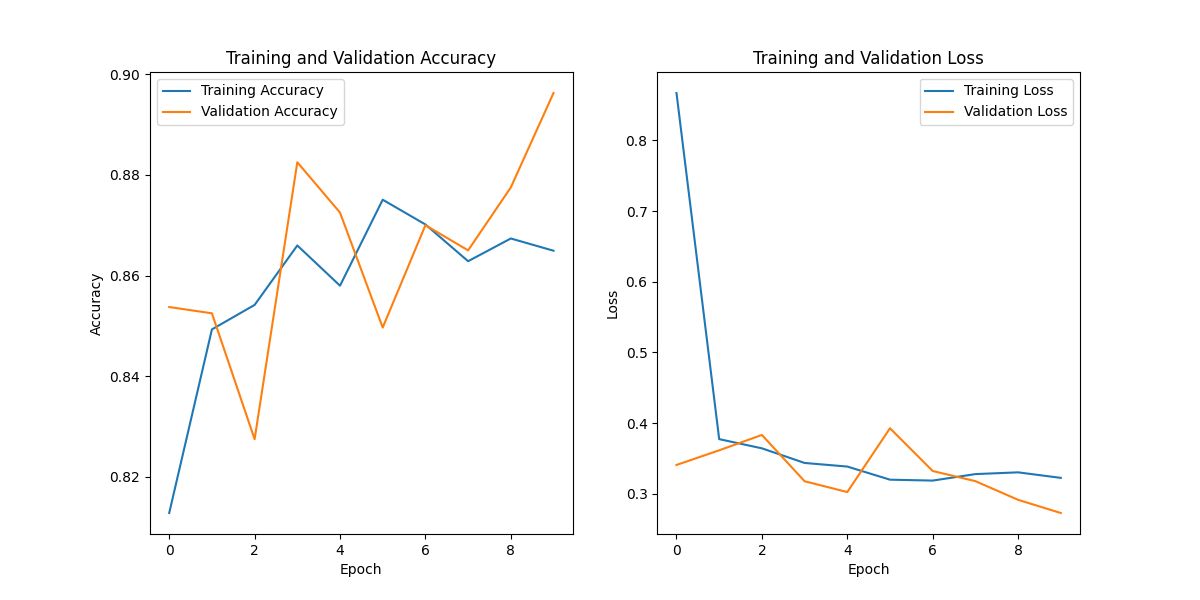 Training and Validation Accuracy
Training Accuracy
Validation Accuracy
0.90
0.88
0.86
0.84
0.82
Accuracy
0 2 4 6 8
Epoch
Training and Validation Loss
Training Loss
Validation Loss
0.8
0.7
0.6
0.5
0.4
0.3
Loss
0 2 4 6 8
Epoch